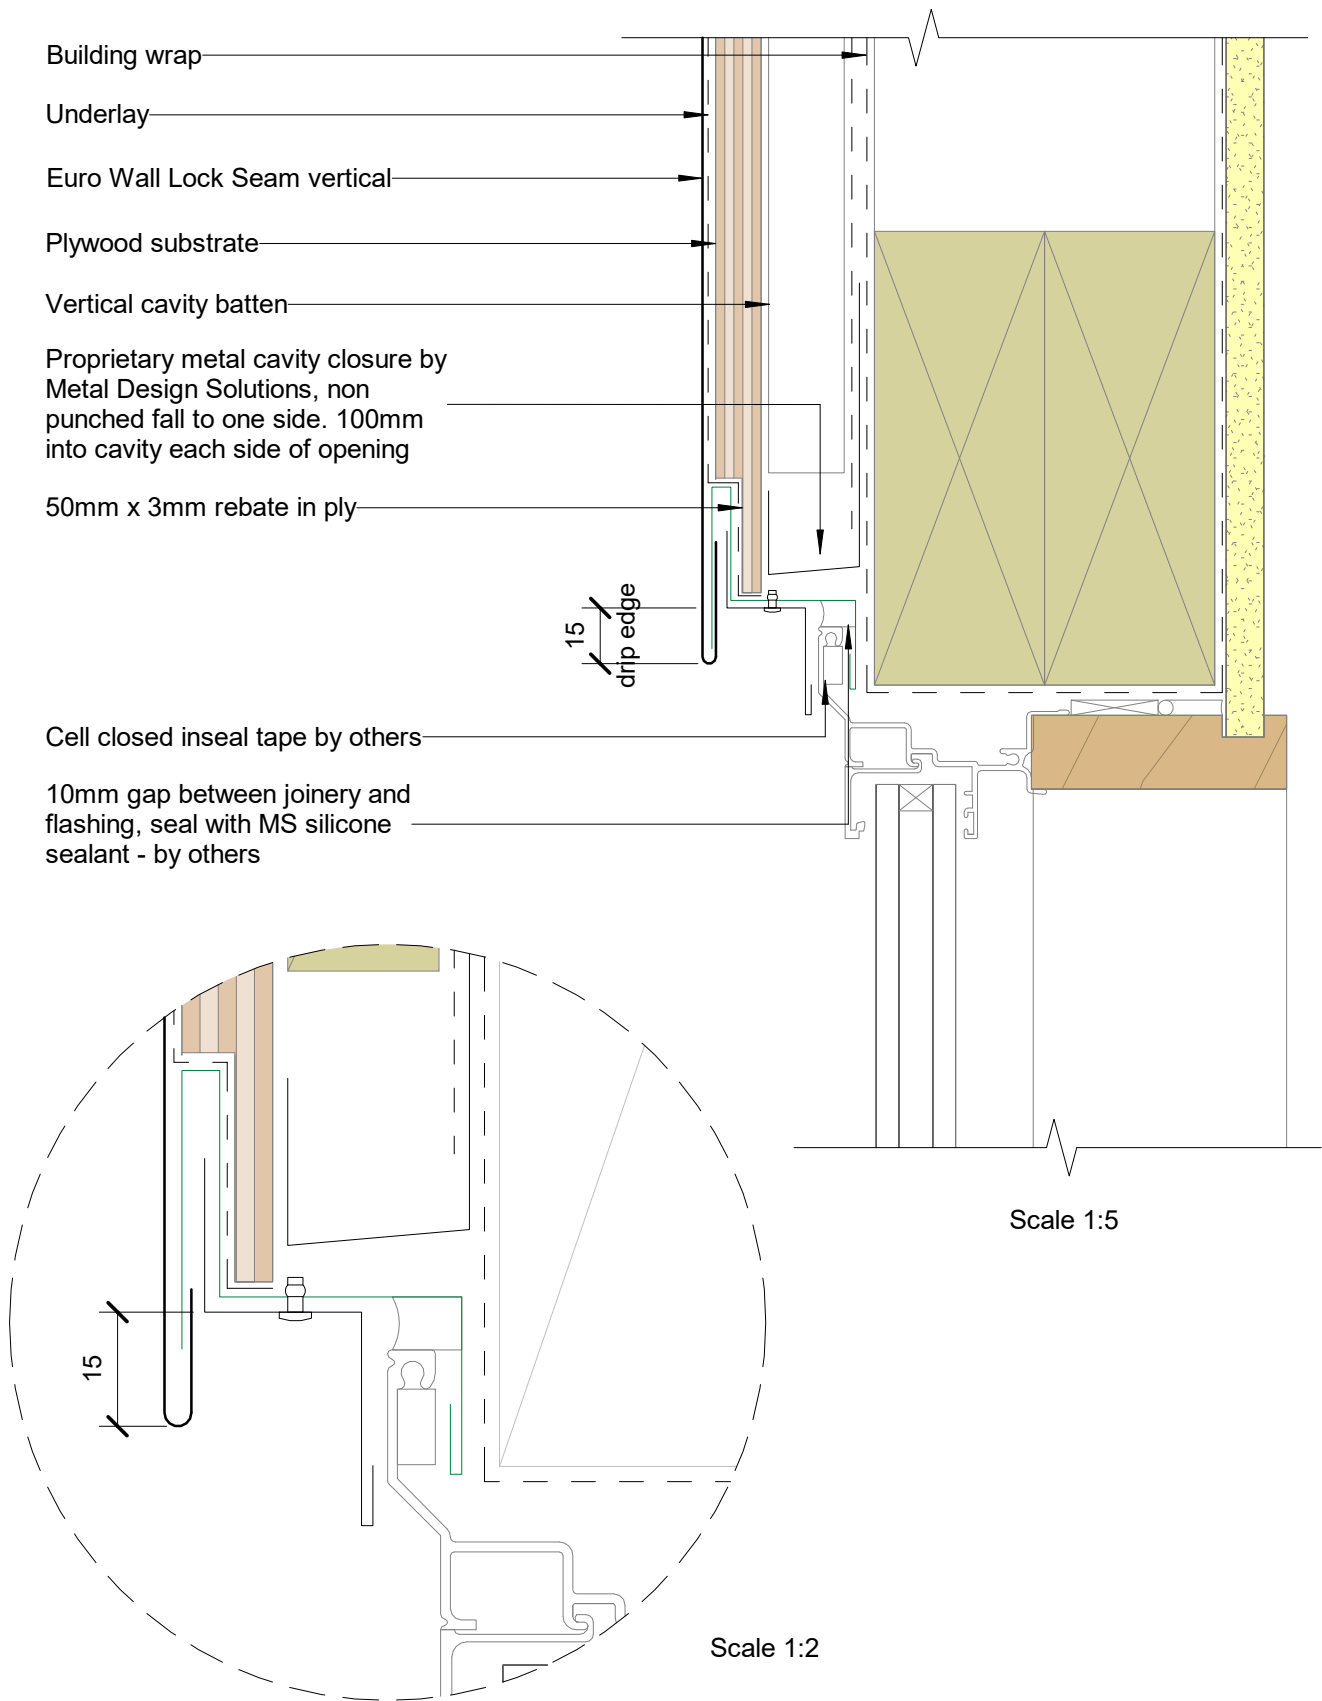 Building wrap
Underlay
Euro Wall Lock Seam vertical
Plywood substrate
Vertical cavity batten
Proprietary metal cavity closure by
Metal Design Solutions, non
punched fall to one side. 100mm
into cavity each side of opening
50mm x 3mm rebate in ply
15
drip edge
Cell closed inseal tape by others
10mm gap between joinery and
flashing, seal with MS silicone
sealant - by others
Scale 1:5
15
Scale 1:2